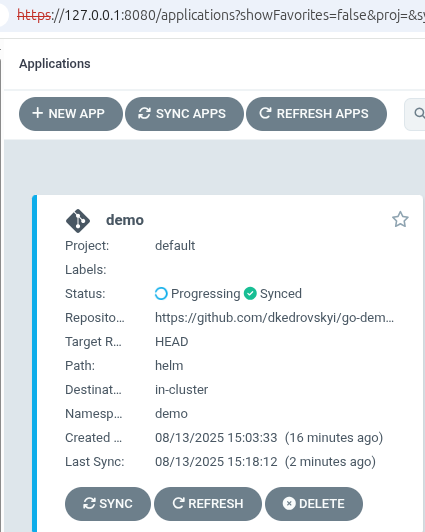 https://127.0.0.1:8080/applications?showFavorites=false&proj=&sy
Applications
NEW APP SYNC APPS REFRESH APPS
demo
Project: default
Labels:
Status: Progressing Synced
Reposito… https://github.com/dkedrovskyi/go-dem…
Target R… HEAD
Path: helm
Destinat… in-cluster
Namesp… demo
Created … 08/13/2025 15:03:33 (16 minutes ago)
Last Sync: 08/13/2025 15:18:12 (2 minutes ago)
SYNC REFRESH DELETE